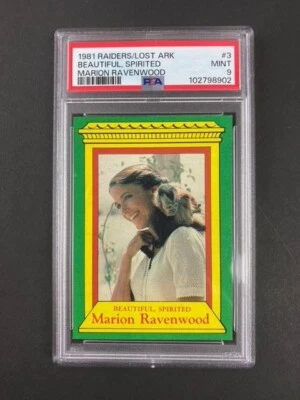 1981 RAIDERS/LOST ARK #3
BEAUTIFUL, SPIRITED MINT
MARION RAVENWOOD 9
PSA 102798902
BEAUTIFUL, SPIRITED
Marion Ravenwood